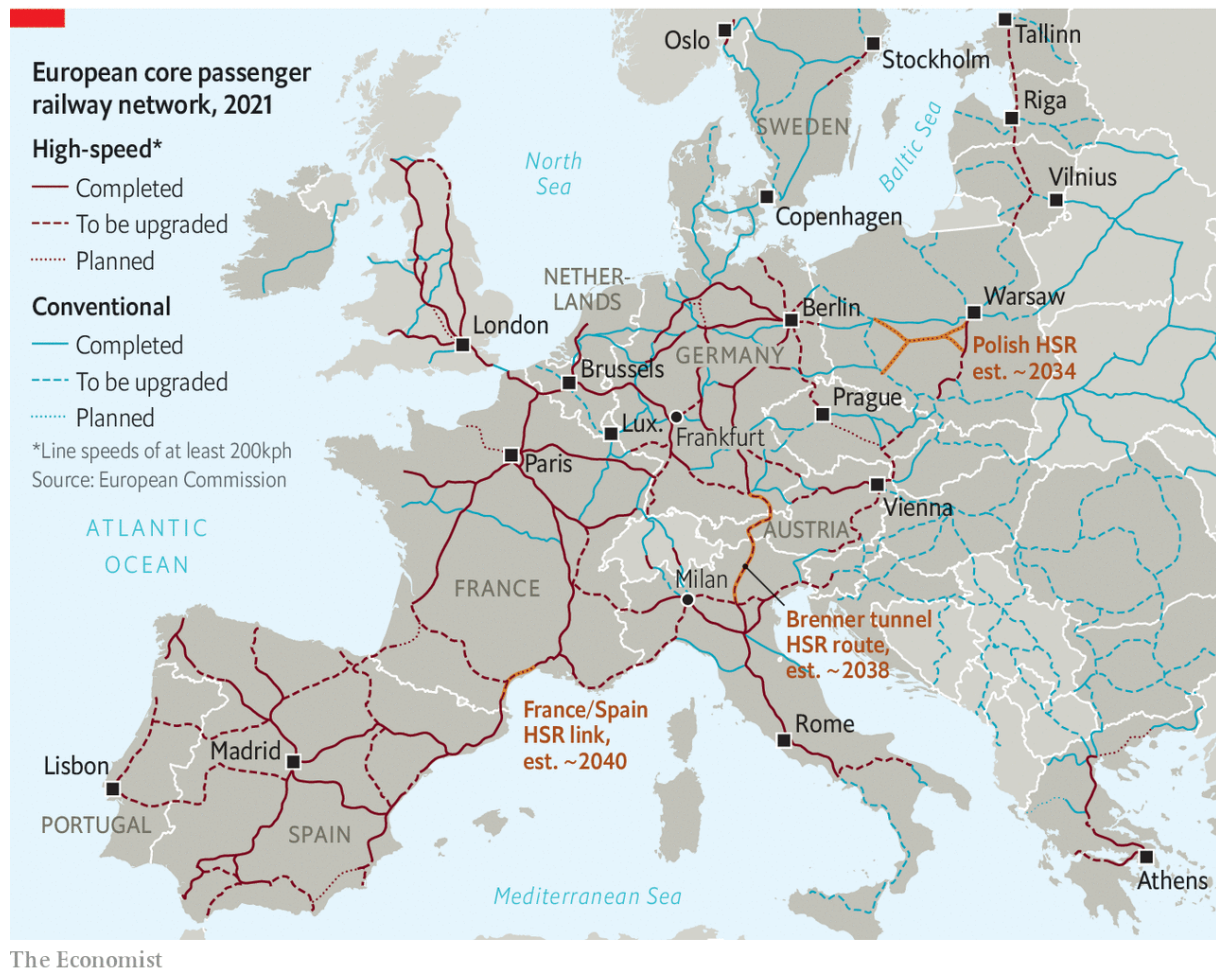 European core passenger
railway network, 2021
High-speed*
Completed
To be upgraded
Planned
Conventional
Completed
To be upgraded
Planned
*Line speeds of at least 200kph
Source: European Commission
Oslo
Stockholm
Tallinn
Riga
SWEDEN
Baltic Sea
North
Sea
Vilnius
Copenhagen
NETHER-
LANDS
London
Berlin
Warsaw
Polish HSR
est. ~2034
GERMANY
Brussels
Prague
Lux.
Frankfurt
Paris
Vienna
ATLANTIC
OCEAN
AUSTRIA
FRANCE
Milan
Brenner tunnel
HSR route,
est. ~2038
France/Spain
HSR link,
est. ~2040
Rome
Madrid
Lisbon
PORTUGAL
SPAIN
Mediterranean Sea
Athens
The Economist